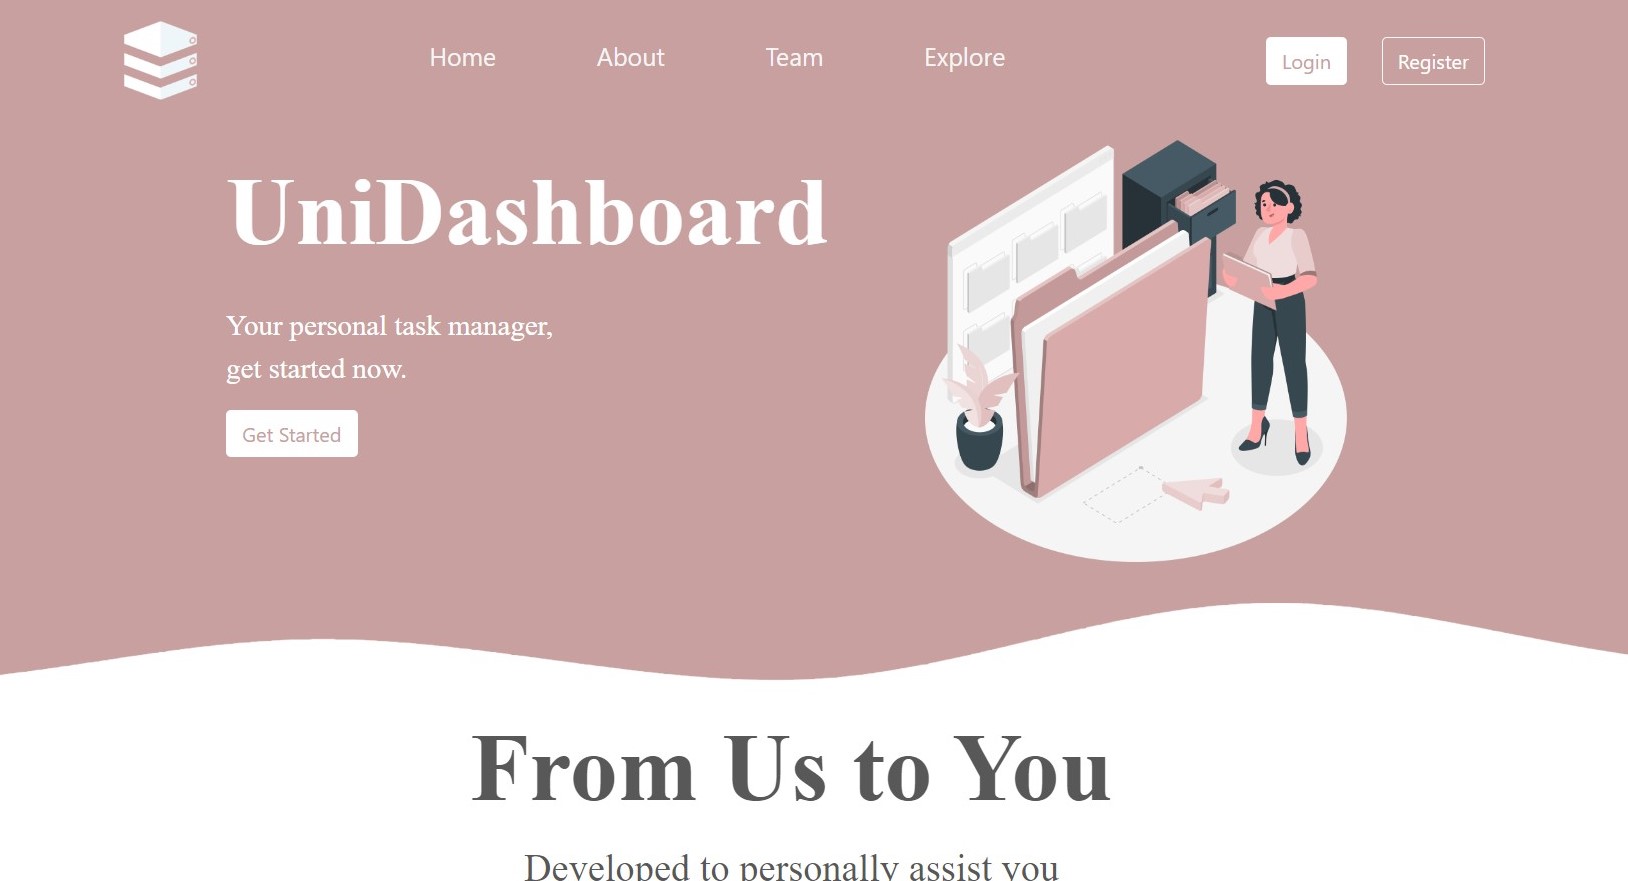 Home
About
Team
Explore
Login
Register
UniDashboard
Your personal task manager,
get started now.
Get Started
From Us to You
Developed to personally assist you